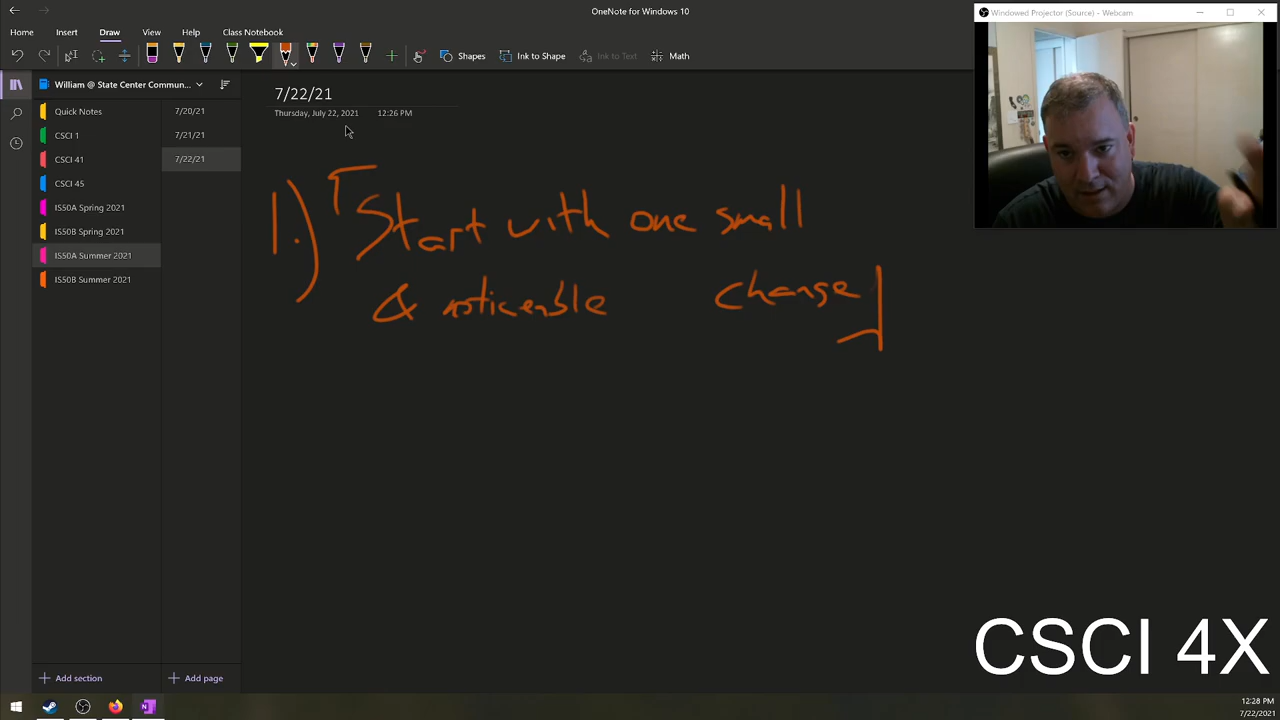 OneNote for Windows 10
Windowed Projector (Source) - Webcam
Home Insert Draw View Help Class Notebook
Shapes Ink to Shape Ink to Text Math
William @ State Center Commun...
Quick Notes
CSCI 1
CSCI 41
CSCI 45
IS50A Spring 2021
IS50B Spring 2021
IS50A Summer 2021
IS50B Summer 2021
7/20/21
7/21/21
7/22/21
7/22/21
Thursday, July 22, 2021 12:26 PM
1.) Start with one small
& noticeable change
CSCI 4X
Add section Add page
12:28 PM
7/22/2021